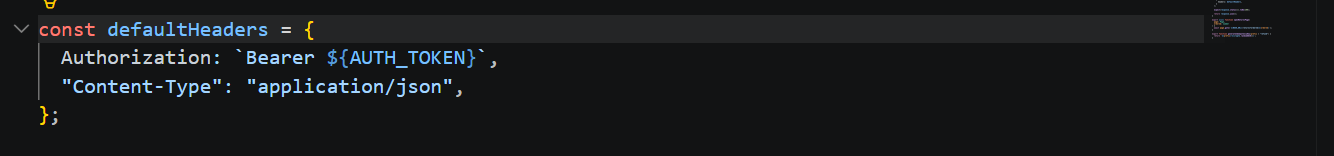 const defaultHeaders = {
  Authorization: `Bearer ${AUTH_TOKEN}`,
  "Content-Type": "application/json",
};